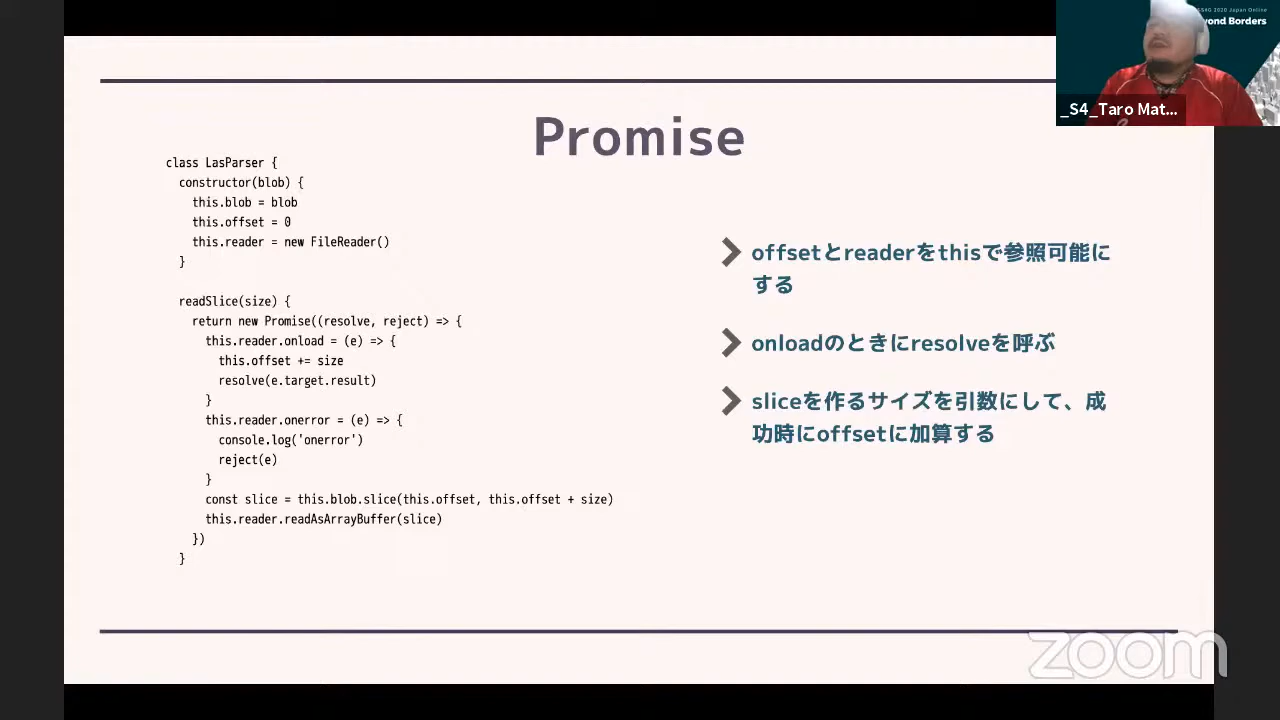 SS4G 2020 Japan Online
yond Borders
_S4_Taro Mat...
Promise
class LasParser {
constructor(blob) {
this.blob = blob
this.offset = 0
this.reader = new FileReader()
}
readSlice(size) {
return new Promise((resolve, reject) => {
this.reader.onload = (e) => {
this.offset += size
resolve(e.target.result)
}
this.reader.onerror = (e) => {
console.log('onerror')
reject(e)
}
const slice = this.blob.slice(this.offset, this.offset + size)
this.reader.readAsArrayBuffer(slice)
})
}
offsetとreaderをthisで参照可能に
する
onloadのときにresolveを呼ぶ
sliceを作るサイズを引数にして、成
功時にoffsetに加算する
zoom